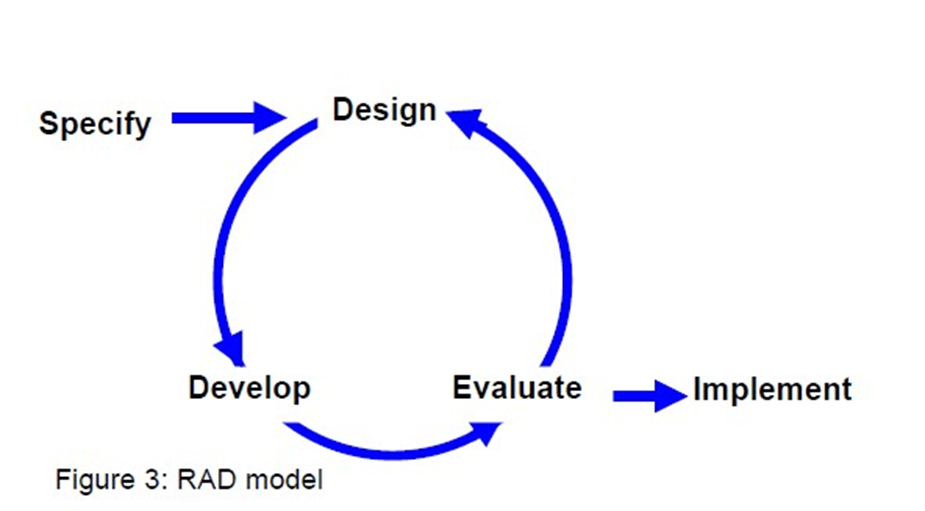 Specify
Design
Develop
Evaluate
Implement
Figure 3: RAD model